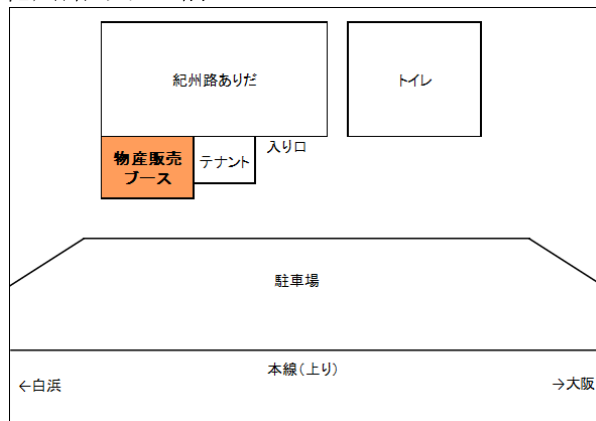 紀州路ありだ
トイレ
入り口
物産販売
ブース
テナント
駐車場
本線(上り)
←白浜
→大阪